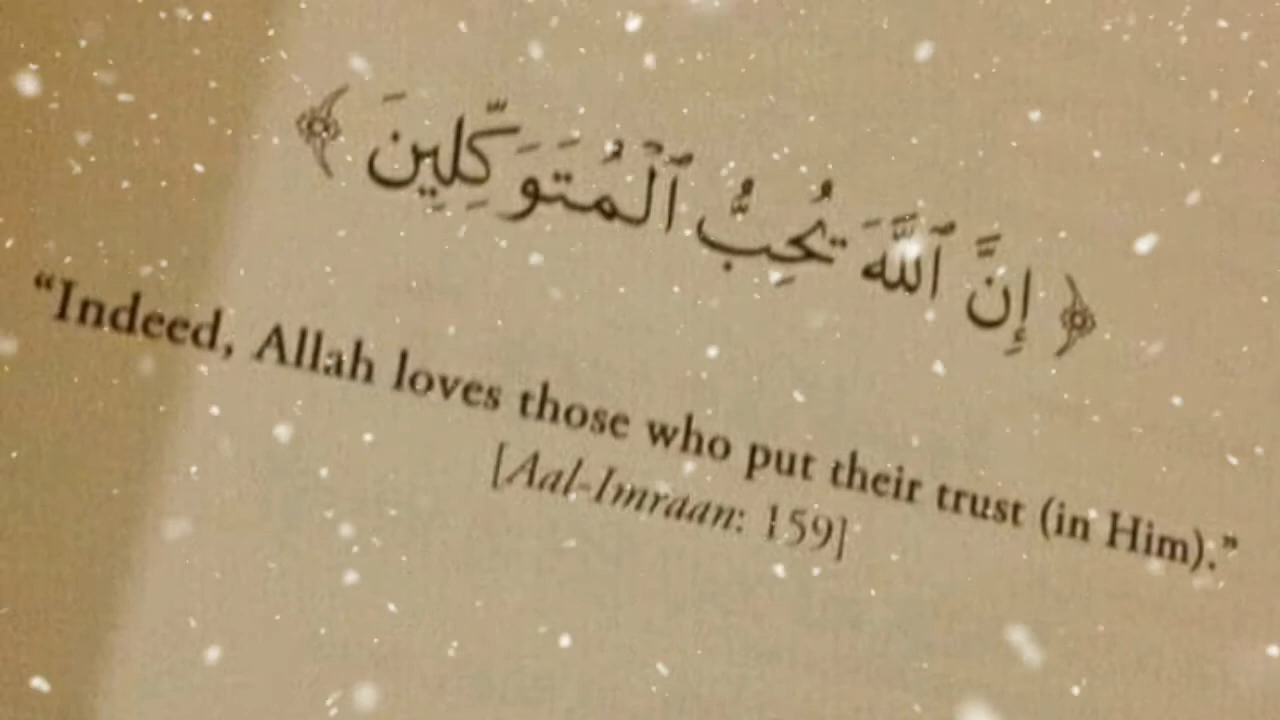 ﴿ إِنَّ ٱللَّهَ يُحِبُّ ٱلْمُتَوَكِّلِينَ ﴾
“Indeed, Allah loves those who put their trust (in Him).”
[Aal-Imraan: 159]